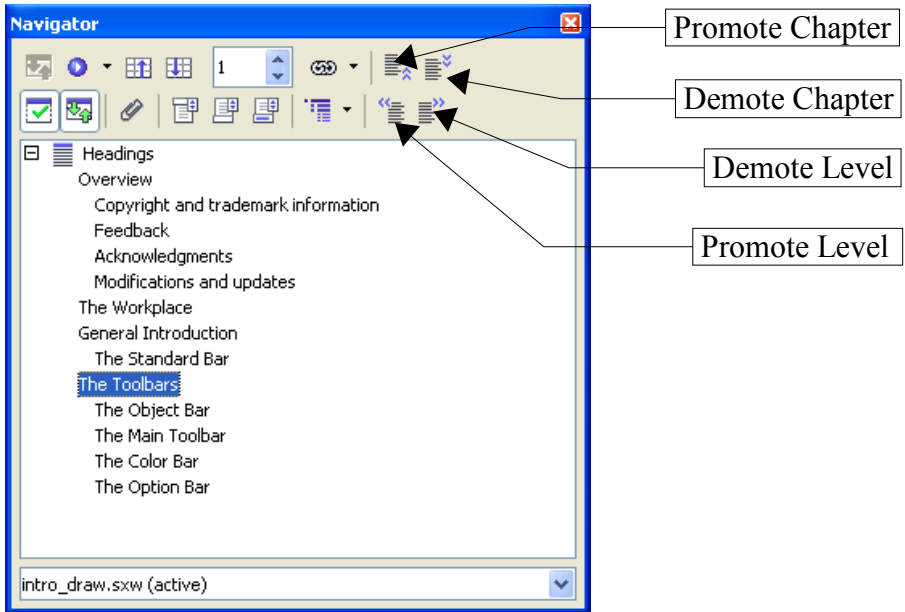 Navigator
Promote Chapter
1
Demote Chapter
Headings
Overview
Demote Level
Copyright and trademark information
Feedback
Promote Level
Acknowledgments
Modifications and updates
The Workplace
General Introduction
The Standard Bar
The Toolbars
The Object Bar
The Main Toolbar
The Color Bar
The Option Bar
intro_draw.sxw (active)